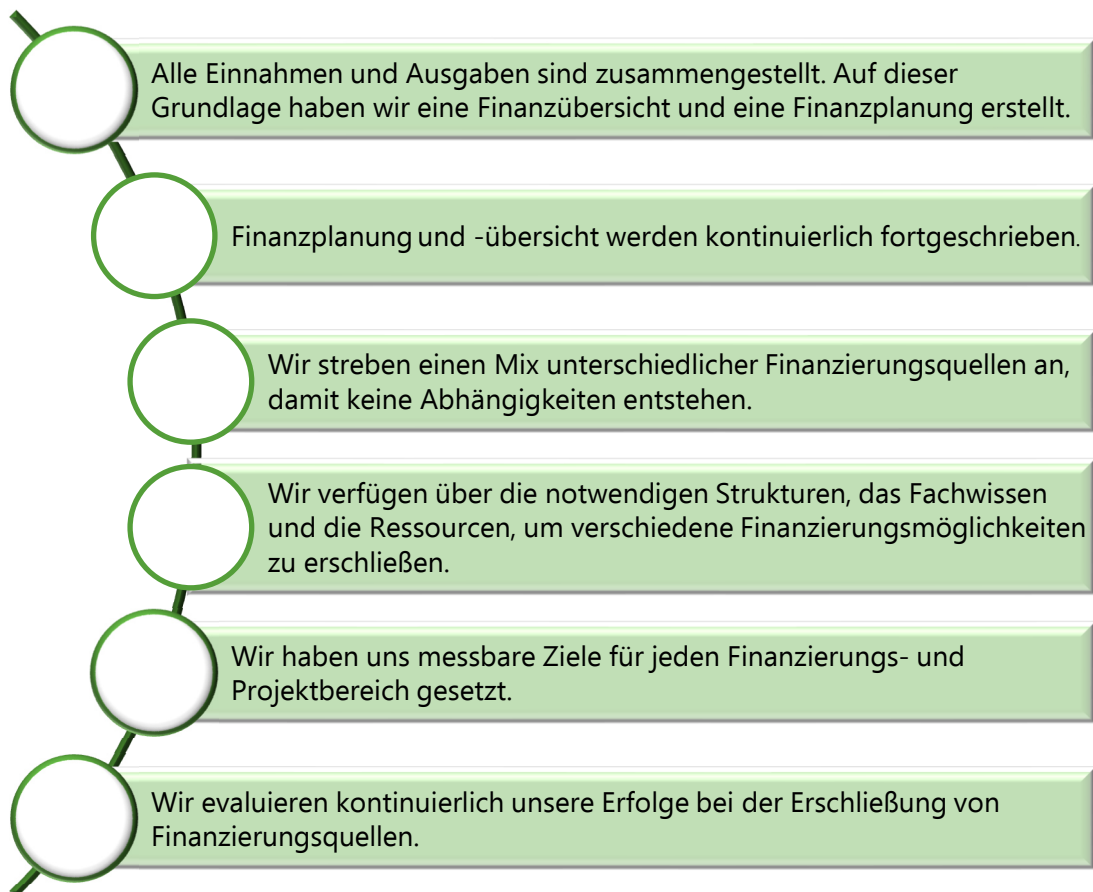 Alle Einnahmen und Ausgaben sind zusammengestellt. Auf dieser
Grundlage haben wir eine Finanzübersicht und eine Finanzplanung erstellt.
Finanzplanung und -übersicht werden kontinuierlich fortgeschrieben.
Wir streben einen Mix unterschiedlicher Finanzierungsquellen an,
damit keine Abhängigkeiten entstehen.
Wir verfügen über die notwendigen Strukturen, das Fachwissen
und die Ressourcen, um verschiedene Finanzierungsmöglichkeiten
zu erschließen.
Wir haben uns messbare Ziele für jeden Finanzierungs- und
Projektbereich gesetzt.
Wir evaluieren kontinuierlich unsere Erfolge bei der Erschließung von
Finanzierungsquellen.